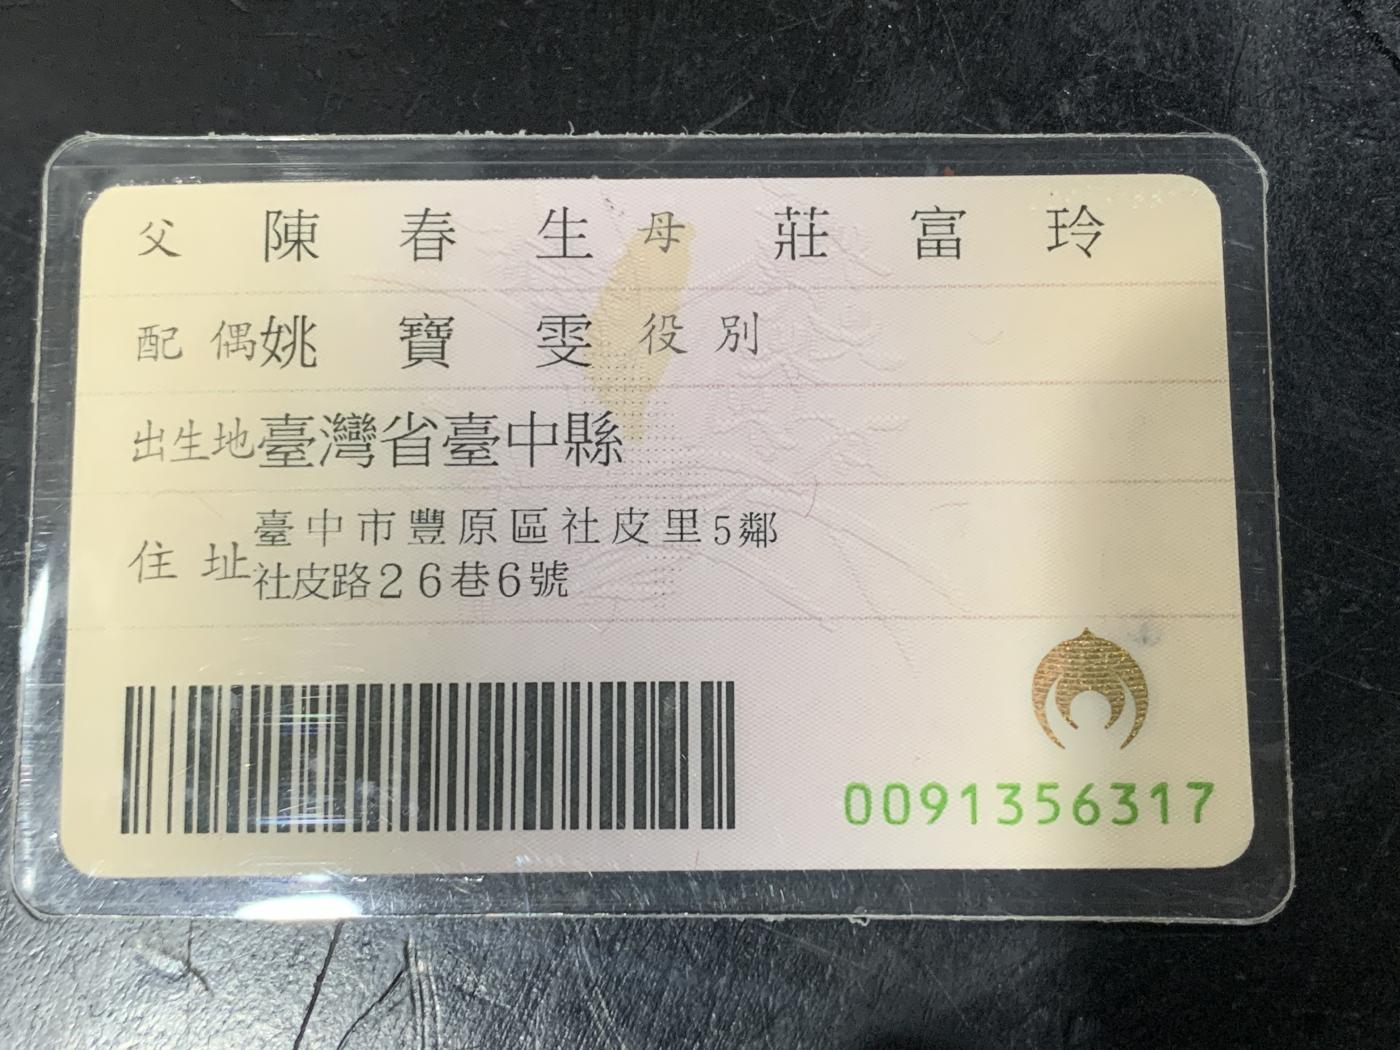 父 陳春生 母 莊富玲
配偶 姚寶雯 役別
出生地 臺灣省臺中縣
住址 臺中市豐原區社皮里5鄰
社皮路26巷6號
0091356317